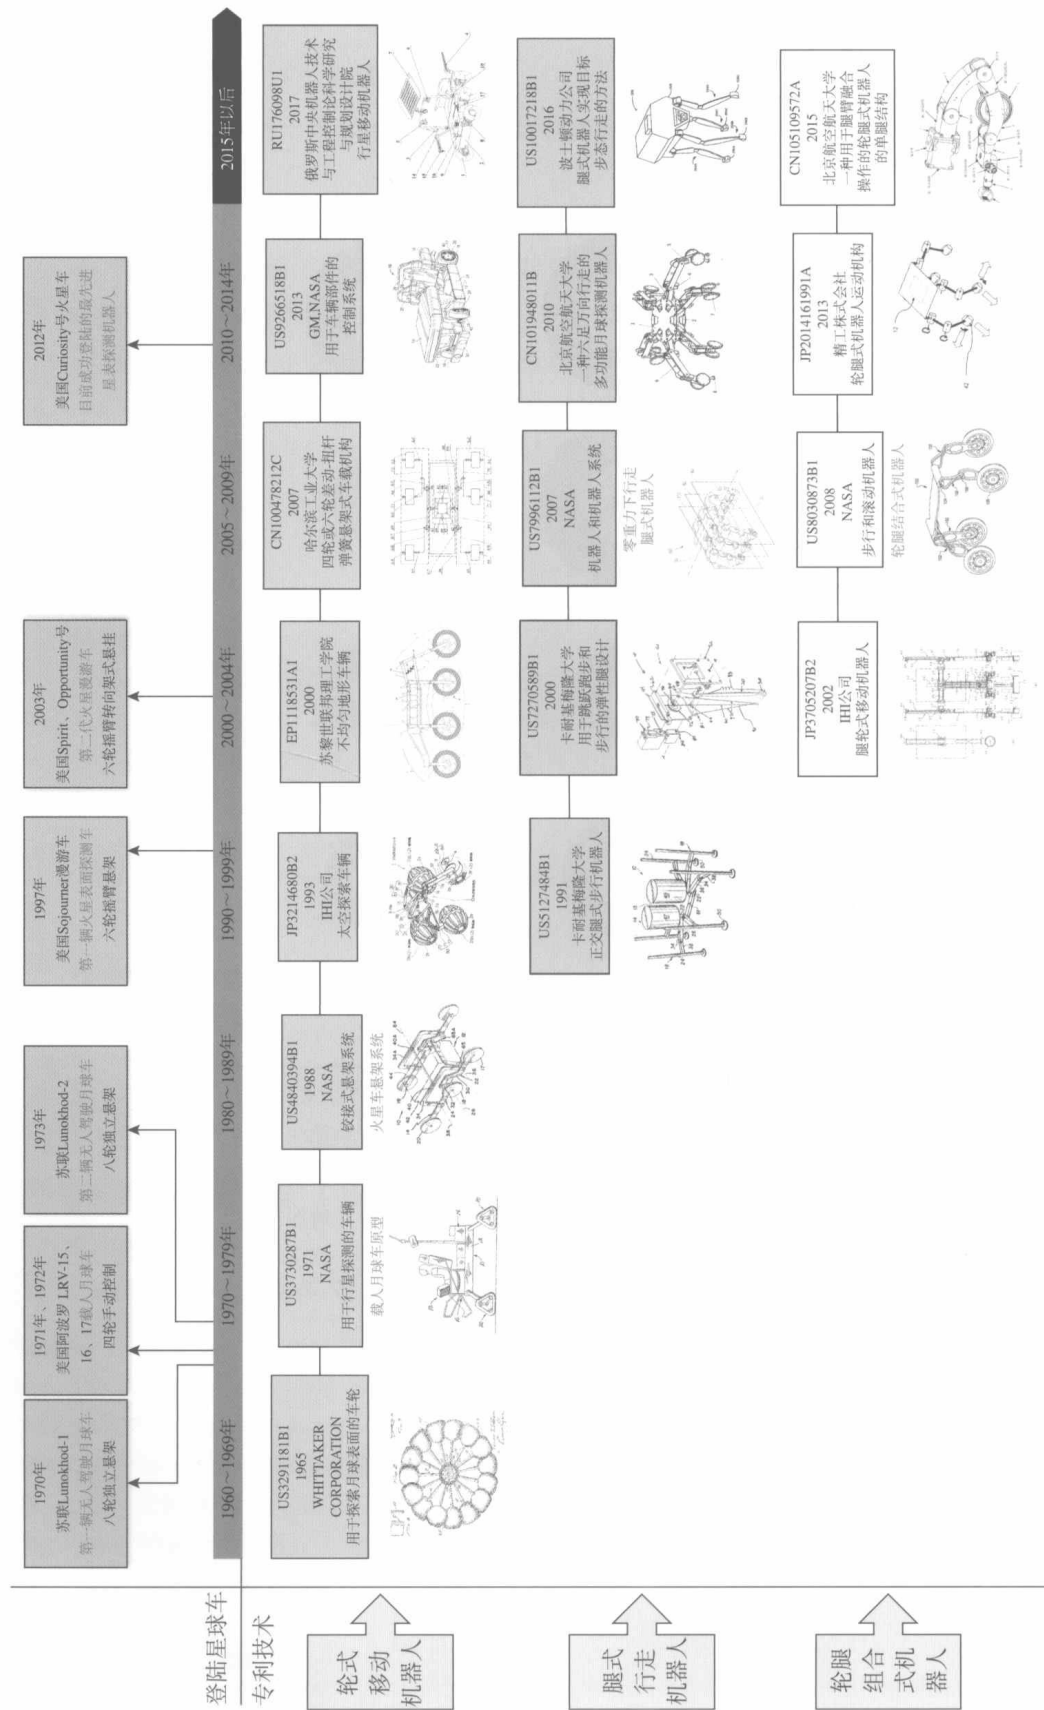 登陆星球车
1970年
苏联Lunokhod-1
第一辆无人驾驶月球车
八轮独立悬架
1971年、1972年
美国阿波罗 LRV-15、
16、17载人月球车
四轮手动控制
1973年
苏联Lunokhod-2
第二辆无人驾驶月球车
八轮独立悬架
1997年
美国Sojourner漫游车
第一辆火星表面探测车
六轮摇臂悬架
2003年
美国Spirit、Opportunity号
第二代火星漫游车
六轮摇臂转向架式悬挂
2012年
美国Curiosity号火星车
目前成功登陆的最先进
星表探测机器人
1960～1969年
1970～1979年
1980～1989年
1990～1999年
2000～2004年
2005～2009年
2010～2014年
2015年以后
专利技术
轮式
移动
机器人
US3291181B1
1965
WHITTAKER
CORPORATION
用于探索月球表面的车轮
US3730287B1
1971
NASA
用于行星探测的车辆
载人月球车原型
US4840394B1
1988
NASA
铰接式悬架系统
火星车悬架系统
JP3214680B2
1993
IHI公司
太空探索车辆
EP1118531A1
2000
苏黎世联邦理工学院
不均匀地形车辆
CN100478212C
2007
哈尔滨工业大学
四轮或六轮差动-扭杆
弹簧悬架式车载机构
US9266518B1
2013
GM,NASA
用于车辆部件的
控制系统
RU176098U1
2017
俄罗斯中央机器人技术
与工程控制论科学研究
与规划设计院
行星移动机器人
腿式
行走
机器人
US5127484B1
1991
卡耐基梅隆大学
正交腿式步行机器人
US7270589B1
2000
卡耐基梅隆大学
用于跳跃跑步和
步行的弹性腿设计
US7996112B1
2007
NASA
机器人和机器人系统
零重力下行走
腿式机器人
CN101948011B
2010
北京航空航天大学
一种六足万向行走的
多功能月球探测机器人
US10017218B1
2016
波士顿动力公司
腿式机器人实现目标
步态行走的方法
轮腿
组合
式机
器人
JP3705207B2
2002
IHI公司
腿轮式移动机器人
US8030873B1
2008
NASA
步行和滚动机器人
轮腿结合式机器人
JP2014161991A
2013
精工株式会社
轮腿式机器人运动机构
CN105109572A
2015
北京航空航天大学
一种用于腿臂融合
操作的轮腿式机器人
的单腿结构